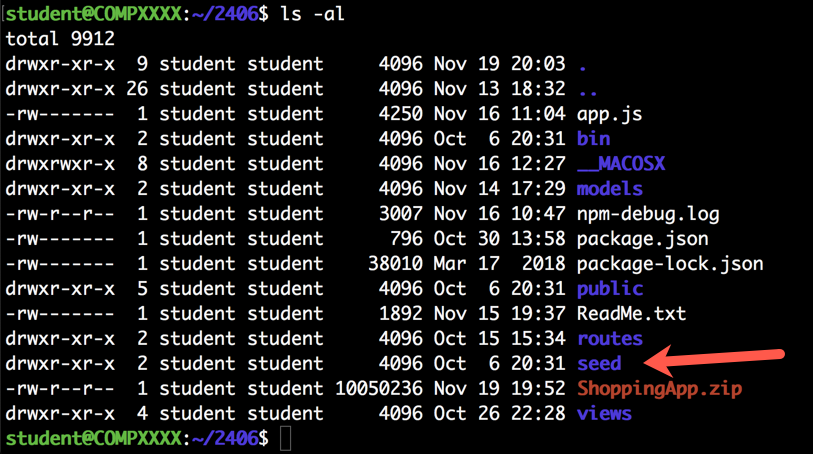 student@COMPXXXX:~/2406$ ls -al
total 9912
drwxr-xr-x  9 student student     4096 Nov 19 20:03 .
drwxr-xr-x 26 student student     4096 Nov 13 18:32 ..
-rw-------  1 student student     4250 Nov 16 11:04 app.js
drwxr-xr-x  2 student student     4096 Oct  6 20:31 bin
drwxrwxr-x  8 student student     4096 Nov 16 12:27 __MACOSX
drwxr-xr-x  2 student student     4096 Nov 14 17:29 models
-rw-r--r--  1 student student     3007 Nov 16 10:47 npm-debug.log
-rw-------  1 student student      796 Oct 30 13:58 package.json
-rw-------  1 student student    38010 Mar 17  2018 package-lock.json
drwxr-xr-x  5 student student     4096 Oct  6 20:31 public
-rw-------  1 student student     1892 Nov 15 19:37 ReadMe.txt
drwxr-xr-x  2 student student     4096 Oct 15 15:34 routes
drwxr-xr-x  2 student student     4096 Oct  6 20:31 seed
-rw-r--r--  1 student student 10050236 Nov 19 19:52 ShoppingApp.zip
drwxr-xr-x  4 student student     4096 Oct 26 22:28 views
student@COMPXXXX:~/2406$